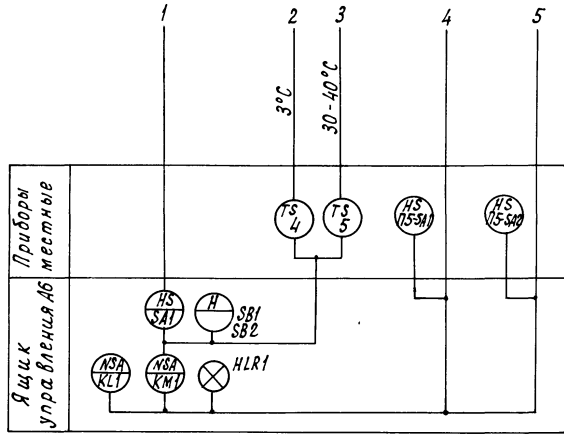 1 2 3 4 5
3°C
30-40°C
Приборы
местные
TS
4
TS
5
HS
П5-SA1
HS
П5-SA2
Ящик
управления А6
HS
SA1
H
SB1
SB2
NSA
KL1
NSA
KM1
HLR1